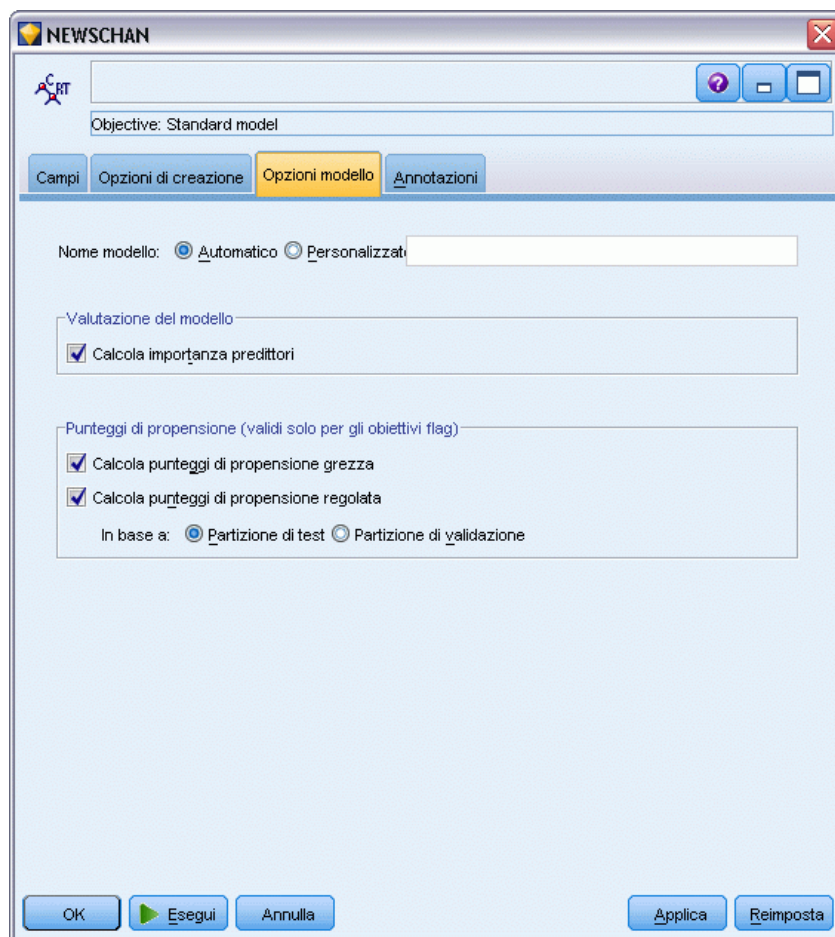 NEWSCHAN
C RT
Objective: Standard model
Campi Opzioni di creazione Opzioni modello Annotazioni
Nome modello: Automatico Personalizzato
Valutazione del modello
Calcola importanza predittori
Punteggi di propensione (validi solo per gli obiettivi flag)
Calcola punteggi di propensione grezza
Calcola punteggi di propensione regolata
In base a: Partizione di test Partizione di validazione
OK Esegui Annulla Applica Reimposta